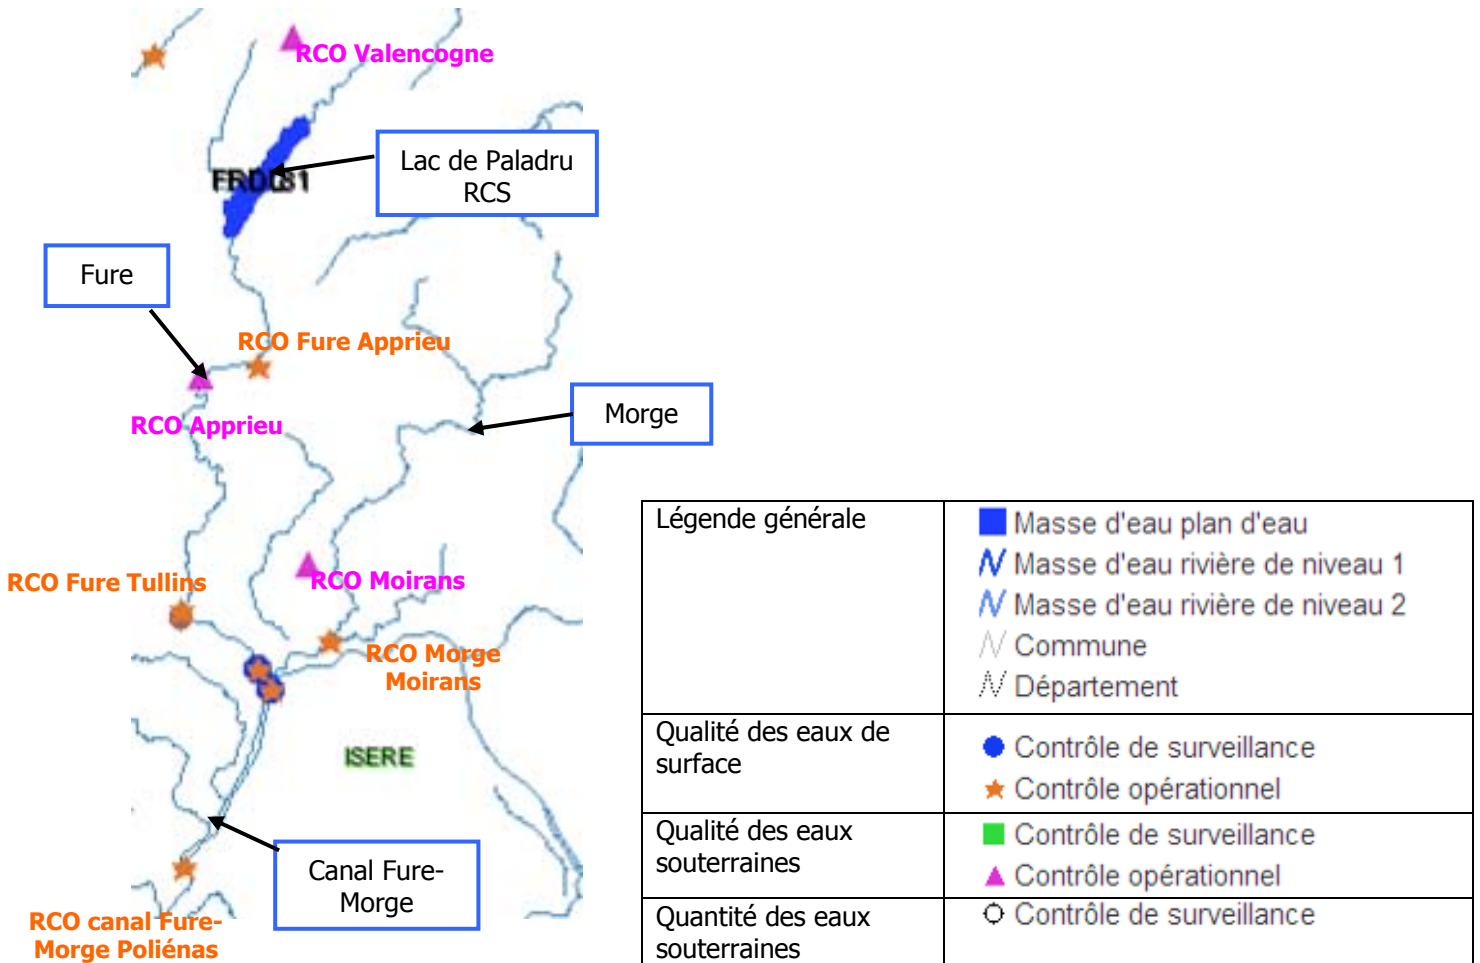 RCO Valencogne
Lac de Paladru
RCS
Fure
RCO Fure Apprieu
RCO Apprieu
Morge
RCO Fure Tullins
RCO Moirans
RCO Morge
Moirans
ISERE
Canal Fure-
Morge
RCO canal Fure-
Morge Poliénas
Légende générale
Masse d'eau plan d'eau
Masse d'eau rivière de niveau 1
Masse d'eau rivière de niveau 2
Commune
Département
Qualité des eaux de
surface
Contrôle de surveillance
Contrôle opérationnel
Qualité des eaux
souterraines
Contrôle de surveillance
Contrôle opérationnel
Quantité des eaux
souterraines
Contrôle de surveillance